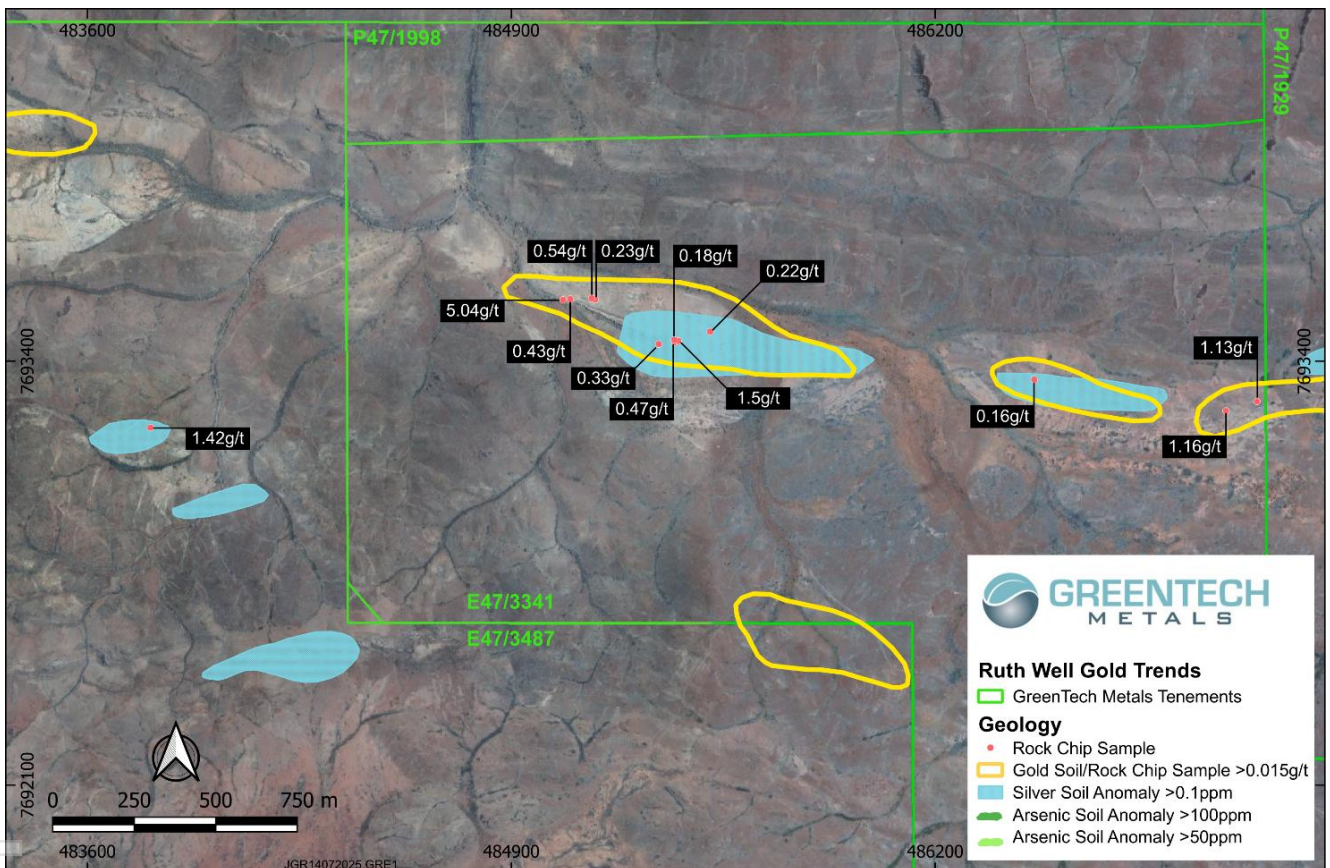 483600
484900
486200
P47/1998
P47/1929
0.54g/t
0.23g/t
0.18g/t
0.22g/t
5.04g/t
0.43g/t
0.33g/t
0.47g/t
1.5g/t
7693400
7693400
1.13g/t
0.16g/t
1.16g/t
1.42g/t
E47/3341
E47/3487
GREENTECH
METALS
Ruth Well Gold Trends
GreenTech Metals Tenements
Geology
Rock Chip Sample
Gold Soil/Rock Chip Sample >0.015g/t
Silver Soil Anomaly >0.1ppm
Arsenic Soil Anomaly >100ppm
Arsenic Soil Anomaly >50ppm
7692100
0 250 500 750 m
483600
484900
486200
JGR14072025 GRE1